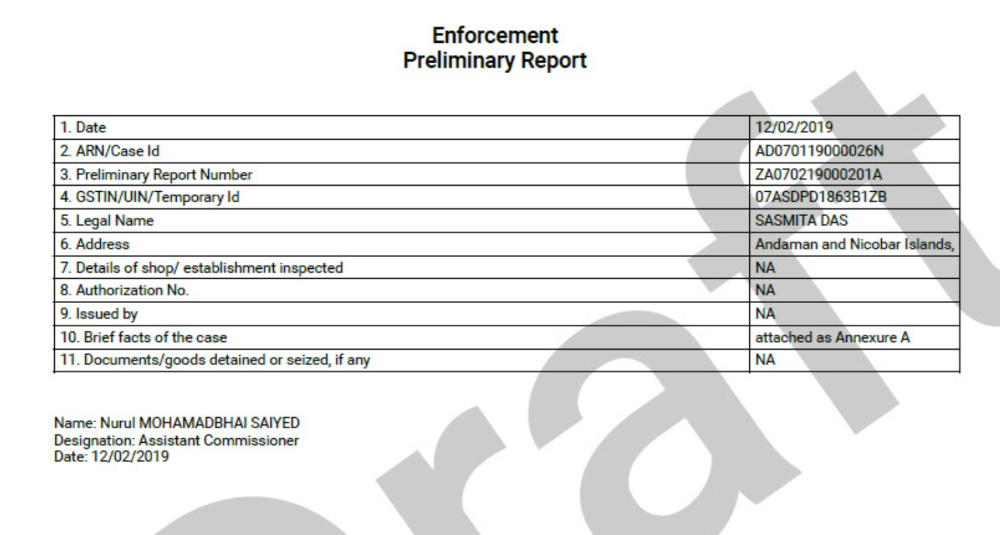 Enforcement
Preliminary Report
1. Date 12/02/2019
2. ARN/Case Id AD070119000026N
3. Preliminary Report Number ZA070219000201A
4. GSTIN/UIN/Temporary Id 07ASDPD1863B1ZB
5. Legal Name SASMITA DAS
6. Address Andaman and Nicobar Islands,
7. Details of shop/ establishment inspected NA
8. Authorization No. NA
9. Issued by NA
10. Brief facts of the case attached as Annexure A
11. Documents/goods detained or seized, if any NA
Name: Nurul MOHAMADBHAI SAIYED
Designation: Assistant Commissioner
Date: 12/02/2019
Draft